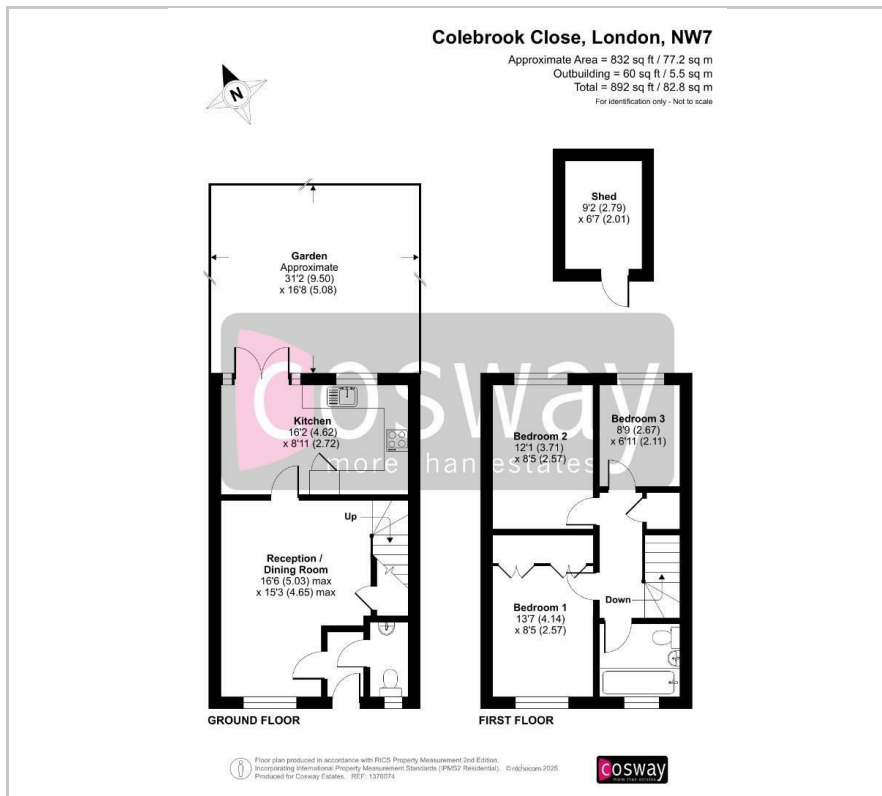 Colebrook Close, London, NW7
Approximate Area = 832 sq ft / 77.2 sq m
Outbuilding = 60 sq ft / 5.5 sq m
Total = 892 sq ft / 82.8 sq m
For identification only - Not to scale
N
Shed
9'2 (2.79)
x 6'7 (2.01)
Garden
Approximate
31'2 (9.50)
x 16'8 (5.08)
cosway
more than estates
Kitchen
16'2 (4.62)
x 8'11 (2.72)
Bedroom 2
12'1 (3.71)
x 8'5 (2.57)
Bedroom 3
8'9 (2.67)
x 6'11 (2.11)
Up
Reception /
Dining Room
16'6 (5.03) max
x 15'3 (4.65) max
Bedroom 1
13'7 (4.14)
x 8'5 (2.57)
Down
GROUND FLOOR
FIRST FLOOR
Floor plan produced in accordance with RICS Property Measurement 2nd Edition.
Incorporating International Property Measurement Standards (IPMS2 Residential). © nichecom 2025.
Produced for Cosway Estates. REF: 1376074
cosway
more than estates